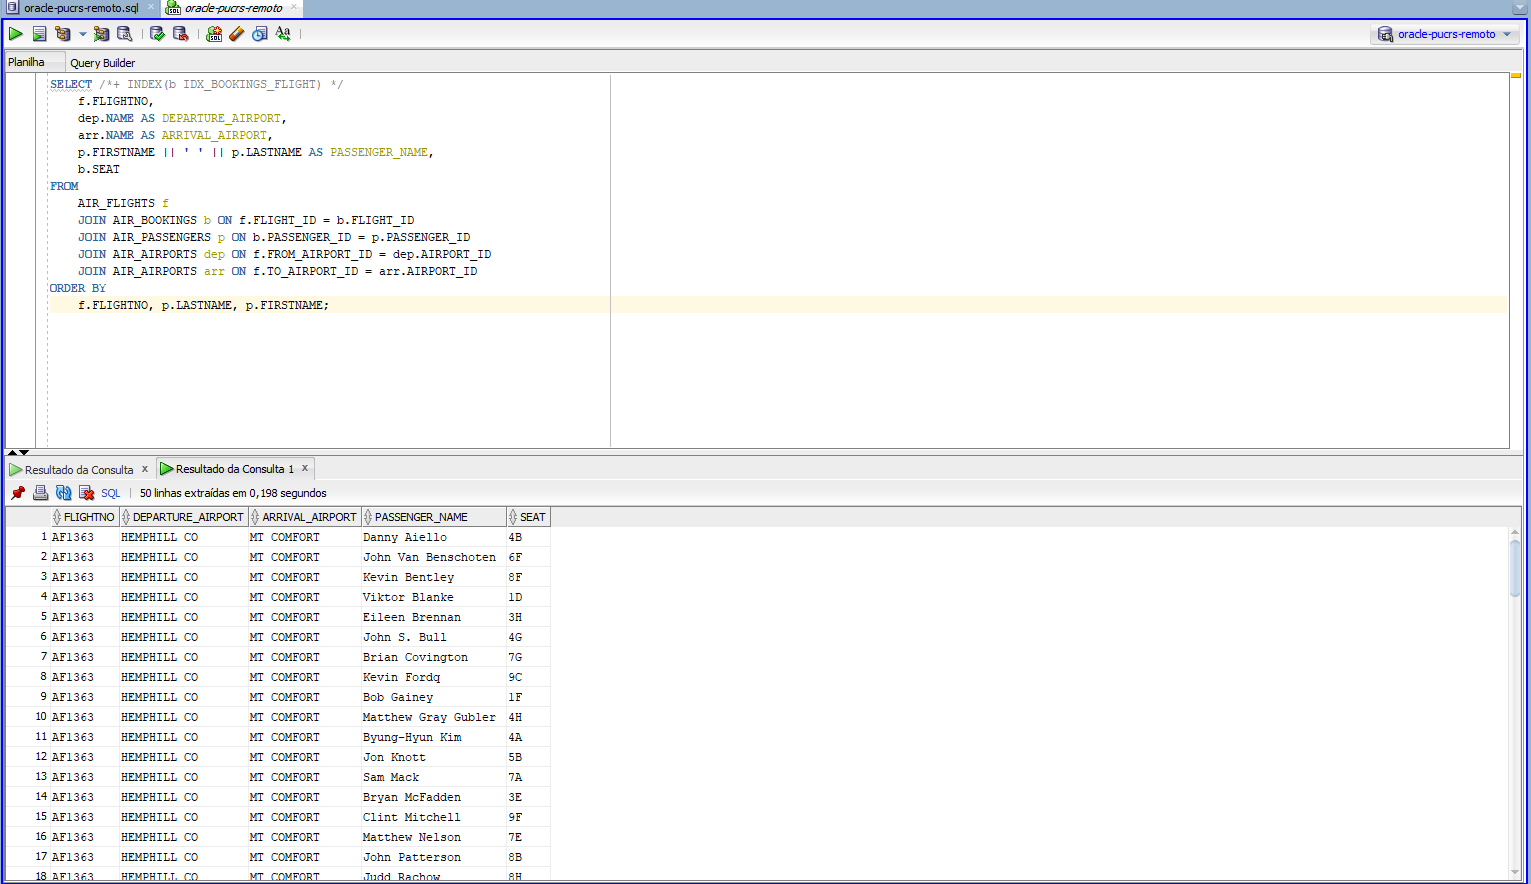 oracle-pucrs-remoto.sql × oracle-pucrs-remoto ×
SQL SQL Aa oracle-pucrs-remoto
Planilha Query Builder
SELECT /*+ INDEX(b IDX_BOOKINGS_FLIGHT) */
f.FLIGHTNO,
dep.NAME AS DEPARTURE_AIRPORT,
arr.NAME AS ARRIVAL_AIRPORT,
p.FIRSTNAME || ' ' || p.LASTNAME AS PASSENGER_NAME,
b.SEAT
FROM
AIR_FLIGHTS f
JOIN AIR_BOOKINGS b ON f.FLIGHT_ID = b.FLIGHT_ID
JOIN AIR_PASSENGERS p ON b.PASSENGER_ID = p.PASSENGER_ID
JOIN AIR_AIRPORTS dep ON f.FROM_AIRPORT_ID = dep.AIRPORT_ID
JOIN AIR_AIRPORTS arr ON f.TO_AIRPORT_ID = arr.AIRPORT_ID
ORDER BY
f.FLIGHTNO, p.LASTNAME, p.FIRSTNAME;
Resultado da Consulta × Resultado da Consulta 1 ×
SQL | 50 linhas extraídas em 0,198 segundos
FLIGHTNO DEPARTURE_AIRPORT ARRIVAL_AIRPORT PASSENGER_NAME SEAT
1 AF1363 HEMPHILL CO MT COMFORT Danny Aiello 4B
2 AF1363 HEMPHILL CO MT COMFORT John Van Benschoten 6F
3 AF1363 HEMPHILL CO MT COMFORT Kevin Bentley 8F
4 AF1363 HEMPHILL CO MT COMFORT Viktor Blanke 1D
5 AF1363 HEMPHILL CO MT COMFORT Eileen Brennan 3H
6 AF1363 HEMPHILL CO MT COMFORT John S. Bull 4G
7 AF1363 HEMPHILL CO MT COMFORT Brian Covington 7G
8 AF1363 HEMPHILL CO MT COMFORT Kevin Fordq 9C
9 AF1363 HEMPHILL CO MT COMFORT Bob Gainey 1F
10 AF1363 HEMPHILL CO MT COMFORT Matthew Gray Gubler 4H
11 AF1363 HEMPHILL CO MT COMFORT Byung-Hyun Kim 4A
12 AF1363 HEMPHILL CO MT COMFORT Jon Knott 5B
13 AF1363 HEMPHILL CO MT COMFORT Sam Mack 7A
14 AF1363 HEMPHILL CO MT COMFORT Bryan McFadden 3E
15 AF1363 HEMPHILL CO MT COMFORT Clint Mitchell 9F
16 AF1363 HEMPHILL CO MT COMFORT Matthew Nelson 7E
17 AF1363 HEMPHILL CO MT COMFORT John Patterson 8B
18 AF1363 HEMPHILL CO MT COMFORT Judd Rachow 8H